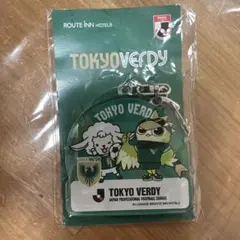 ROUTE INN HOTELS
TOKYO VERDY
TOKYO VERDY
J TOKYO VERDY
JAPAN PROFESSIONAL FOOTBALL LEAGUE